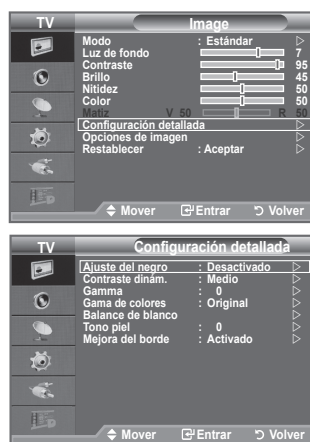 TV Image
Modo : Estándar
Luz de fondo 7
Contraste 95
Brillo 45
Nitidez 50
Color 50
Matiz V 50 R 50
Configuración detallada
Opciones de imagen
Restablecer : Aceptar
Mover Entrar Volver
TV Configuración detallada
Ajuste del negro : Desactivado
Contraste dinám. : Medio
Gamma : 0
Gama de colores : Original
Balance de blanco
Tono piel : 0
Mejora del borde : Activado
Mover Entrar Volver